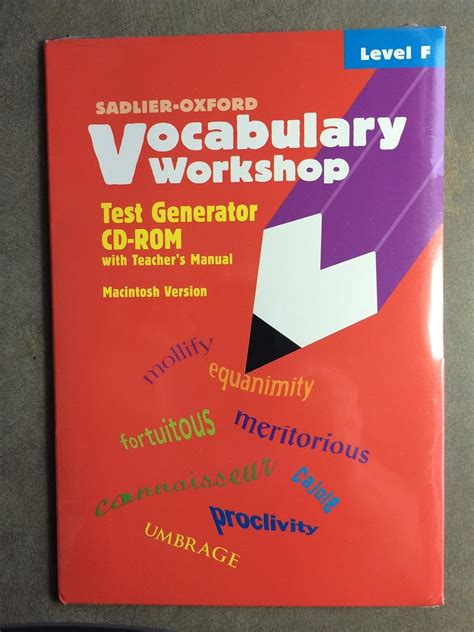 Level F
SADLIER-OXFORD
Vocabulary
Workshop
Test Generator
CD-ROM
with Teacher's Manual
Macintosh Version
mollify
equanimity
fortuitous
meritorious
connoisseur
cajole
proclivity
UMBRAGE